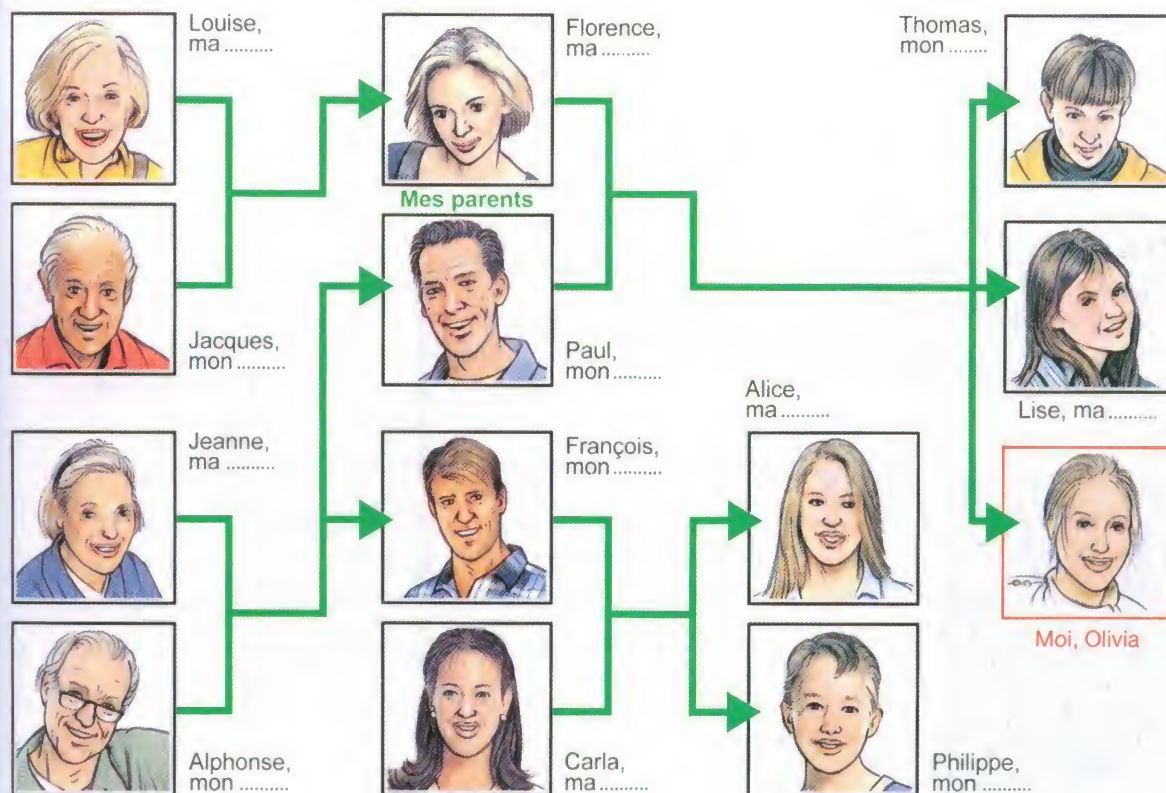 Louise,
ma ..........
Florence,
ma ..........
Thomas,
mon ........
Mes parents
Jacques,
mon ..........
Paul,
mon ..........
Alice,
ma ..........
Lise, ma ..........
Jeanne,
ma ..........
François,
mon ..........
Moi, Olivia
Alphonse,
mon ..........
Carla,
ma ..........
Philippe,
mon ..........